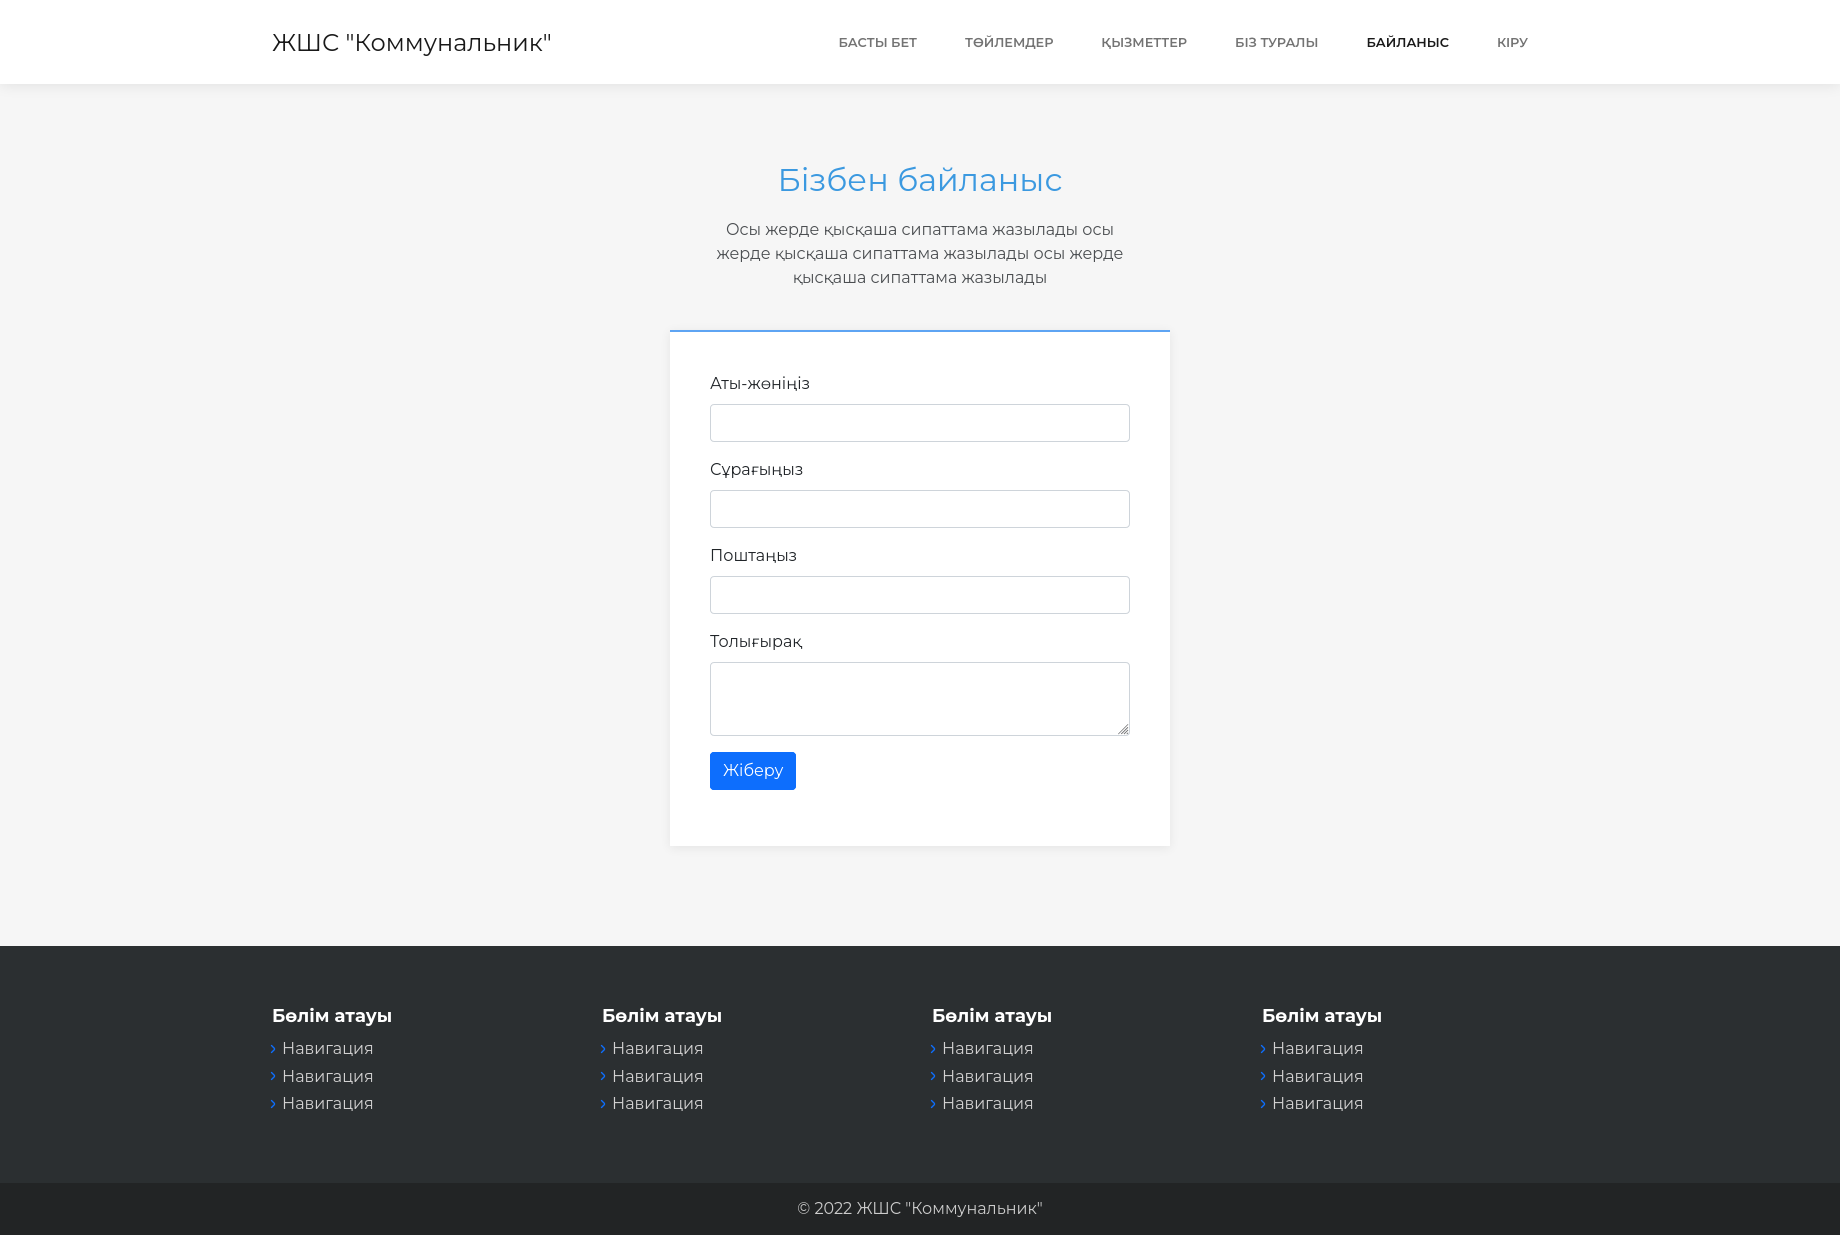 ЖШС "Коммунальник"
БАСТЫ БЕТ
ТӨЙЛЕМДЕР
ҚЫЗМЕТТЕР
БІЗ ТУРАЛЫ
БАЙЛАНЫС
КІРУ
Бізбен байланыс
Осы жерде қысқаша сипаттама жазылады осы
жерде қысқаша сипаттама жазылады осы жерде
қысқаша сипаттама жазылады
Аты-жөніңіз
Сұрағыңыз
Поштаңыз
Толығырақ
Жіберу
Бөлім атауы
› Навигация
› Навигация
› Навигация
Бөлім атауы
› Навигация
› Навигация
› Навигация
Бөлім атауы
› Навигация
› Навигация
› Навигация
Бөлім атауы
› Навигация
› Навигация
› Навигация
© 2022 ЖШС "Коммунальник"